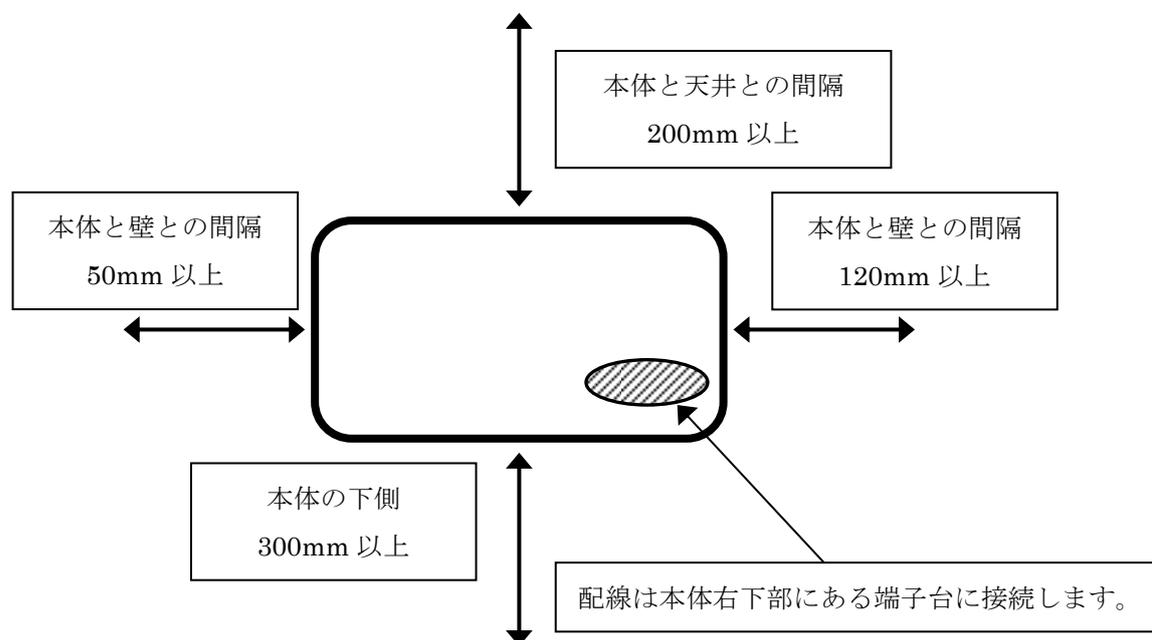 本体と天井との間隔
200mm 以上
本体と壁との間隔
50mm 以上
本体と壁との間隔
120mm 以上
本体の下側
300mm 以上
配線は本体右下部にある端子台に接続します。